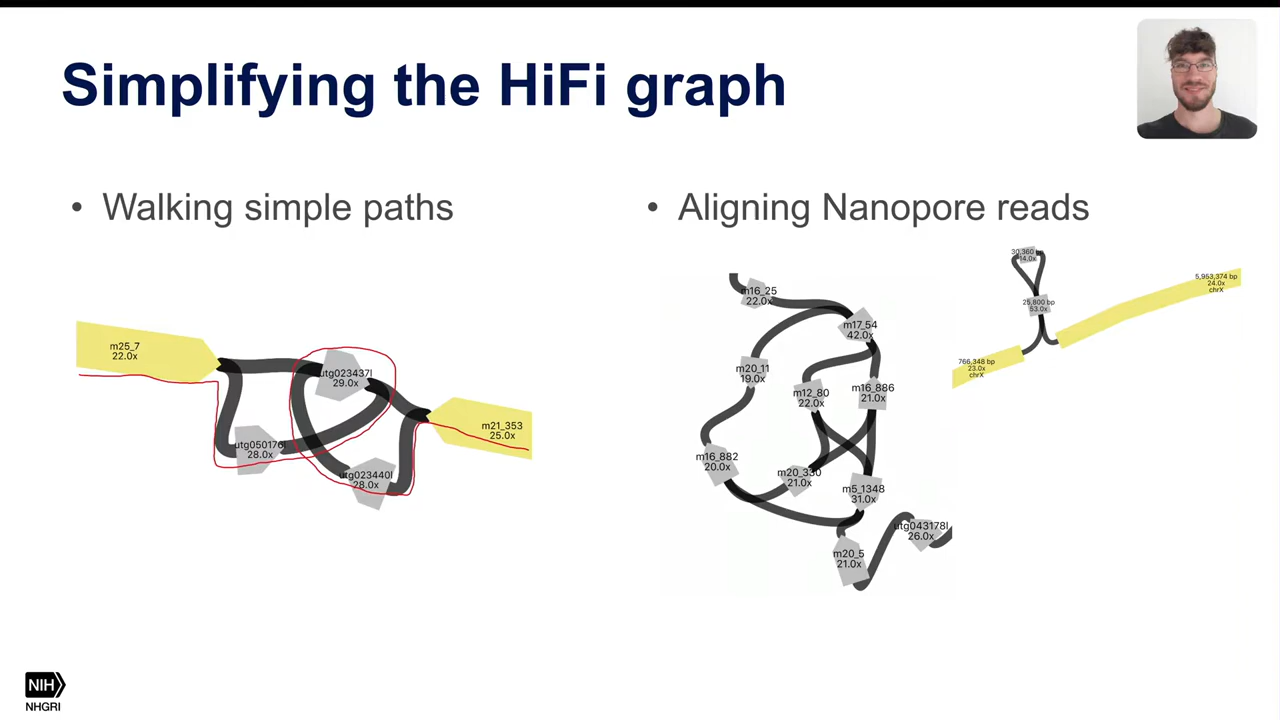 Simplifying the HiFi graph
• Walking simple paths
• Aligning Nanopore reads
m25_7
22.0x
utg023437l
29.0x
utg050176l
28.0x
utg023440l
28.0x
m21_353
25.0x
m16_25
22.0x
m17_54
42.0x
m20_11
19.0x
m12_80
22.0x
m16_886
21.0x
m16_882
20.0x
m20_330
21.0x
m5_1348
31.0x
m20_5
21.0x
utg043178l
26.0x
30,360 bp
14.0x
25,800 bp
53.0x
766,348 bp
23.0x
chrX
5,953,374 bp
24.0x
chrX
NIH
NHGRI